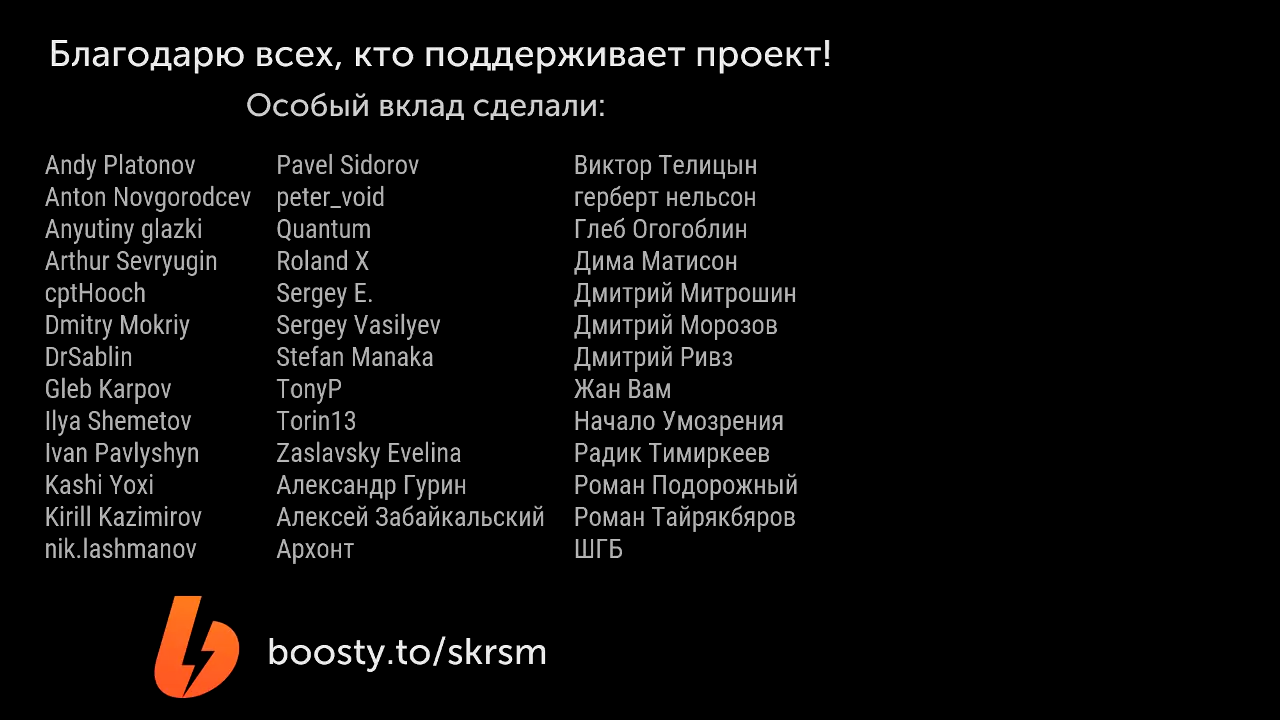 Благодарю всех, кто поддерживает проект!
Особый вклад сделали:
Andy Platonov
Anton Novgorodcev
Anyutiny glazki
Arthur Sevryugin
cptHooch
Dmitry Mokriy
DrSablin
Gleb Karpov
Ilya Shemetov
Ivan Pavlyshyn
Kashi Yoxi
Kirill Kazimirov
nik.lashmanov
Pavel Sidorov
peter_void
Quantum
Roland X
Sergey E.
Sergey Vasilyev
Stefan Manaka
TonyP
Torin13
Zaslavsky Evelina
Александр Гурин
Алексей Забайкальский
Архонт
Виктор Телицын
герберт нельсон
Глеб Огогоблин
Дима Матисон
Дмитрий Митрошин
Дмитрий Морозов
Дмитрий Ривз
Жан Вам
Начало Умозрения
Радик Тимиркеев
Роман Подорожный
Роман Тайрякбяров
ШГБ
boosty.to/skrsm